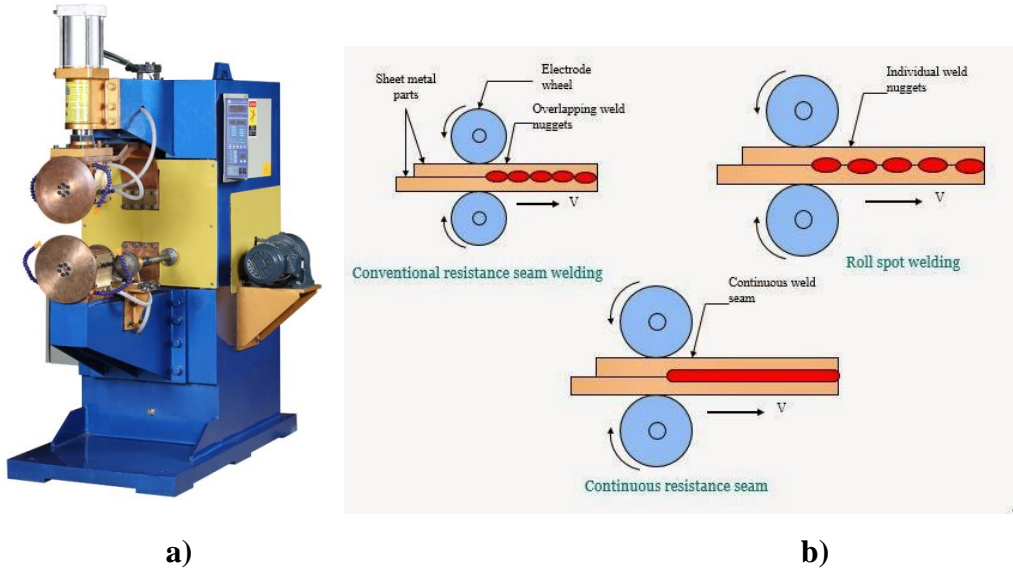 Sheet metal
parts
Electrode
wheel
Overlapping weld
nuggets
V
Conventional resistance seam welding
Individual weld
nuggets
V
Roll spot welding
Continuous weld
seam
V
Continuous resistance seam
a)
b)